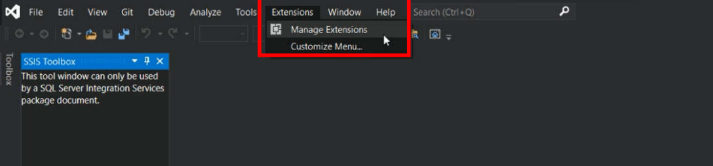 File Edit View Git Debug Analyze Tools Extensions Window Help Search (Ctrl+Q)
Manage Extensions
Customize Menu...
Toolbox
SSIS Toolbox
This tool window can only be used
by a SQL Server Integration Services
package document.